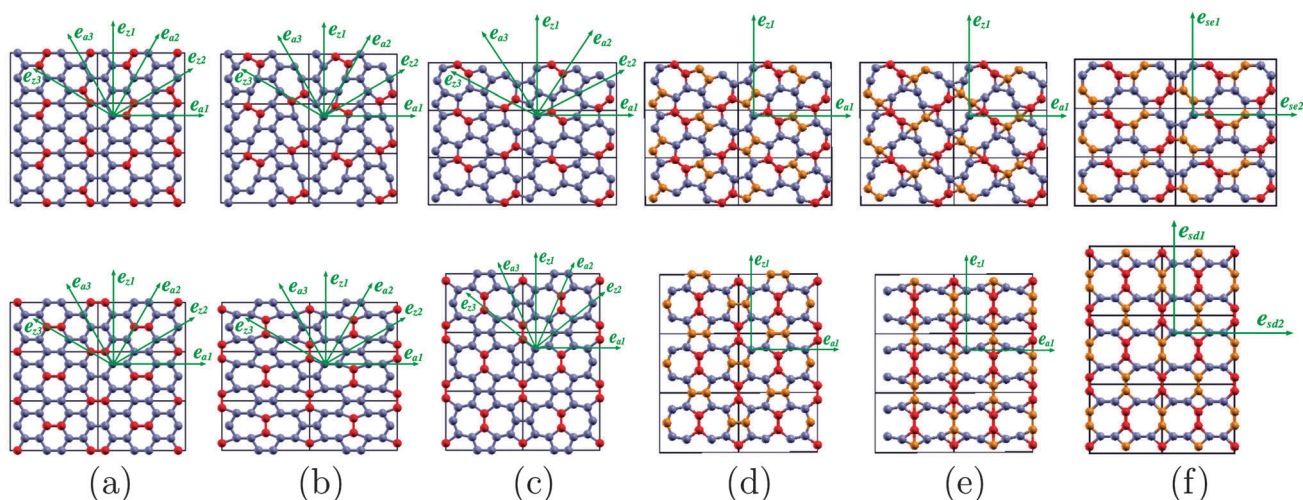 e_z1 e_z1 e_z1 e_z1 e_z1 e_se1
e_a3 e_a2 e_a3 e_a2 e_a3 e_a2
e_z3 e_z2 e_z3 e_z2 e_z3 e_z2
e_a1 e_a1 e_a1 e_a1 e_a1 e_se2
e_z1 e_z1 e_z1 e_z1 e_z1 e_sd1
e_a3 e_a2 e_a3 e_a2 e_a3 e_a2
e_z3 e_z2 e_z3 e_z2 e_z3 e_z2
e_a1 e_a1 e_a1 e_a1 e_a1 e_sd2
(a) (b) (c) (d) (e) (f)